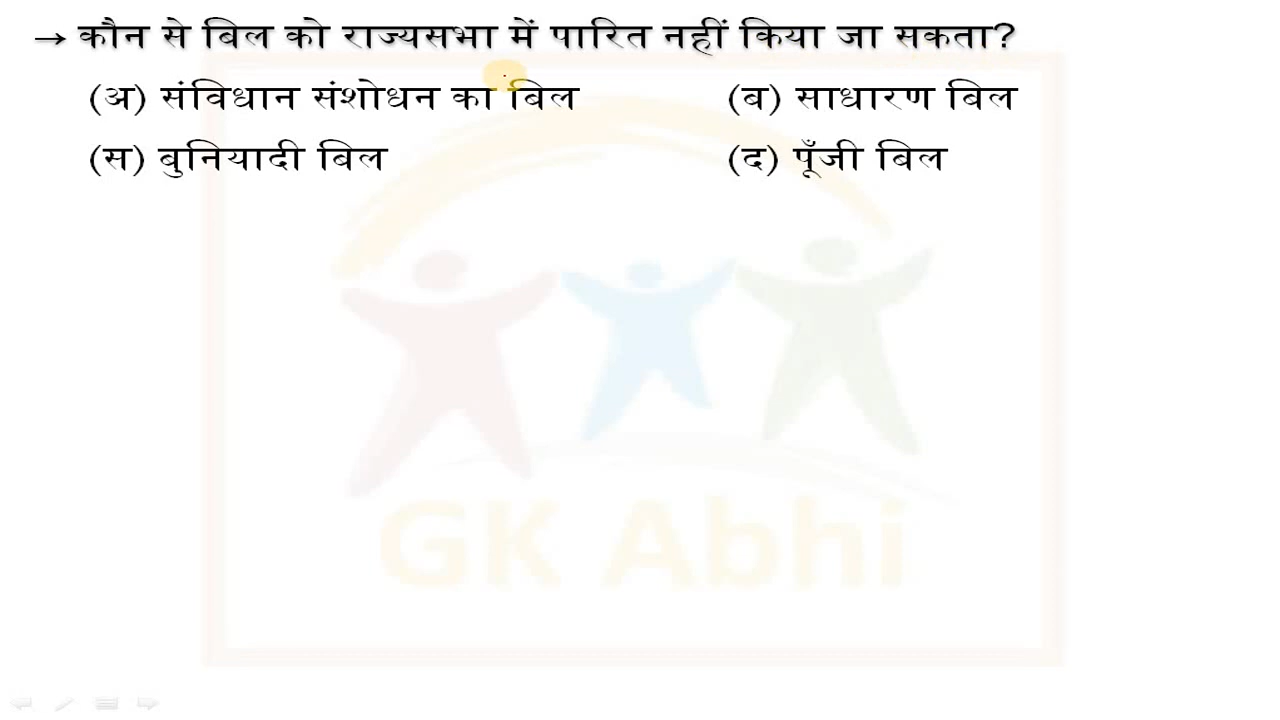 → कौन से बिल को राज्यसभा में पारित नहीं किया जा सकता?
(अ) संविधान संशोधन का बिल (ब) साधारण बिल
(स) बुनियादी बिल (द) पूँजी बिल
GK Abhi